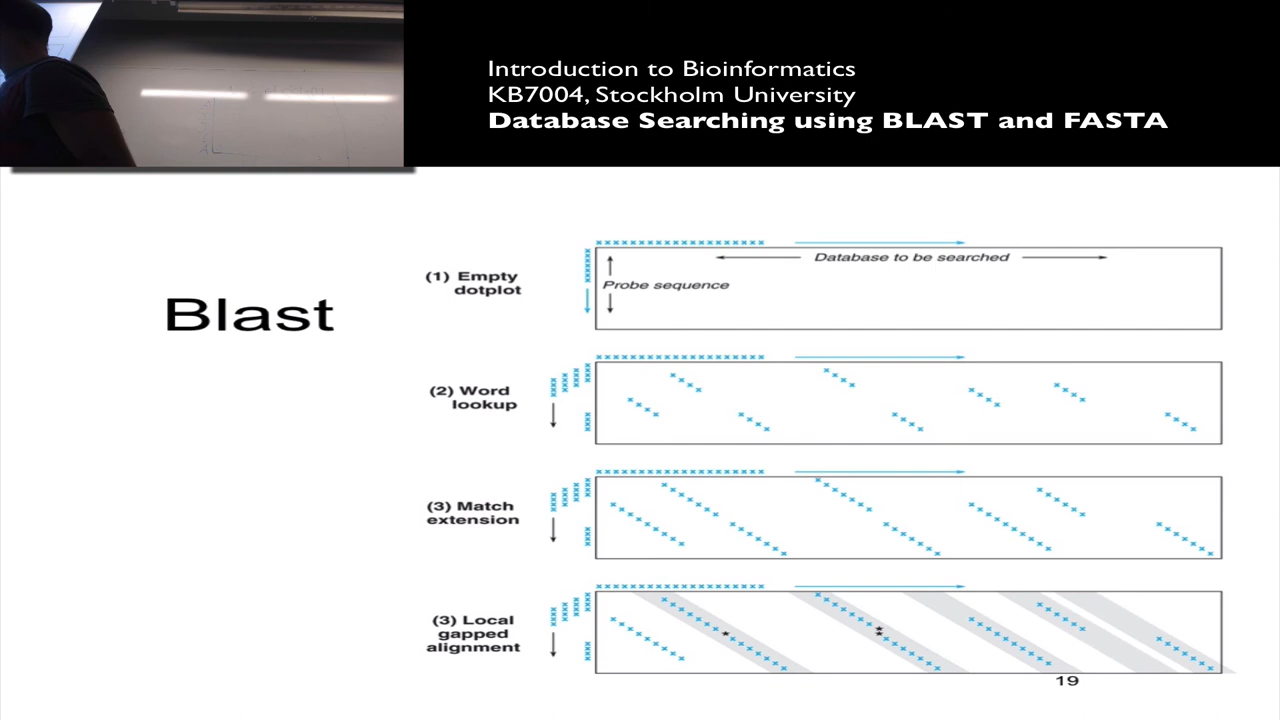 Introduction to Bioinformatics
KB7004, Stockholm University
Database Searching using BLAST and FASTA
Blast
(1) Empty
dotplot
Database to be searched
Probe sequence
(2) Word
lookup
(3) Match
extension
(3) Local
gapped
alignment
19